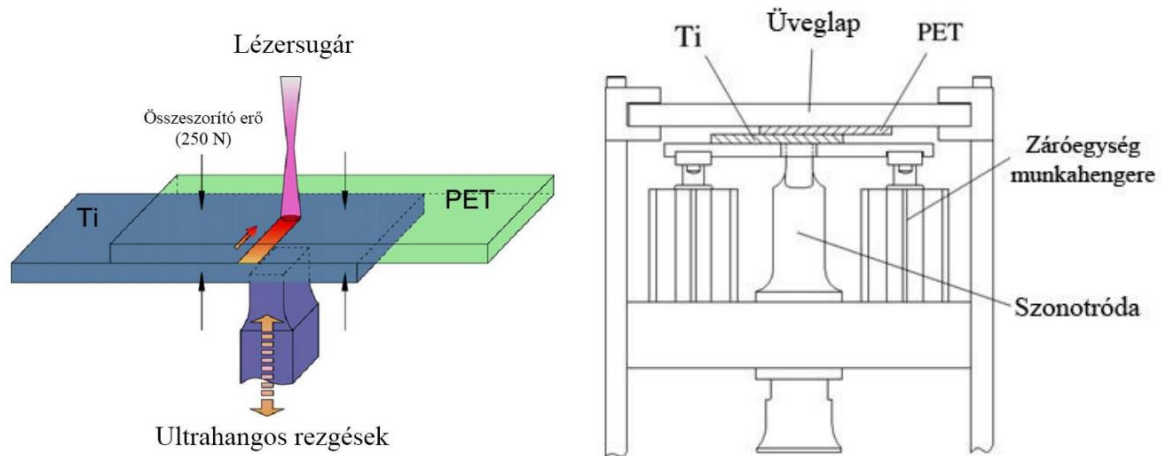 Lézersugár
Összeszorító erő
(250 N)
Ti
PET
Ultrahangos rezgések
Üveglap
Ti
PET
Záróegység
munkahengere
Szonotróda